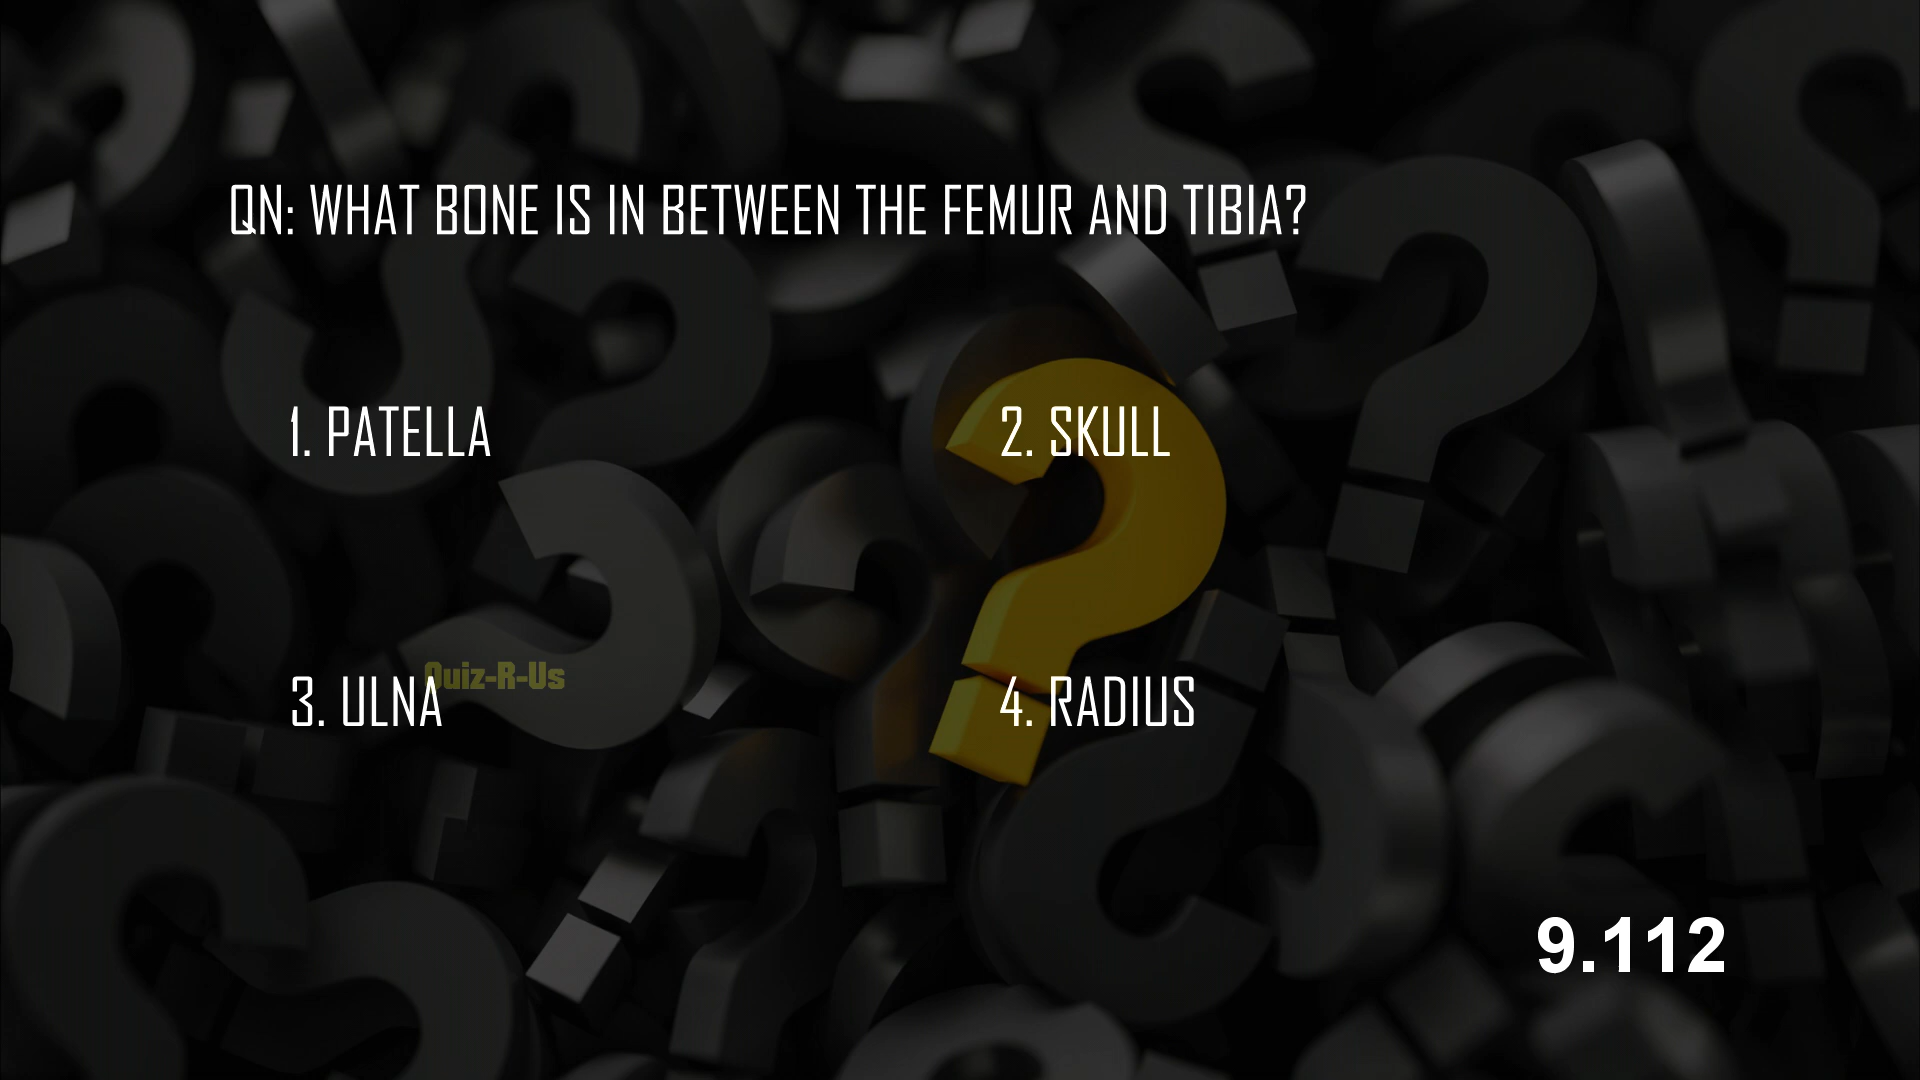 QN: WHAT BONE IS IN BETWEEN THE FEMUR AND TIBIA?
1. PATELLA
2. SKULL
Quiz-R-Us
3. ULNA
4. RADIUS
9.112